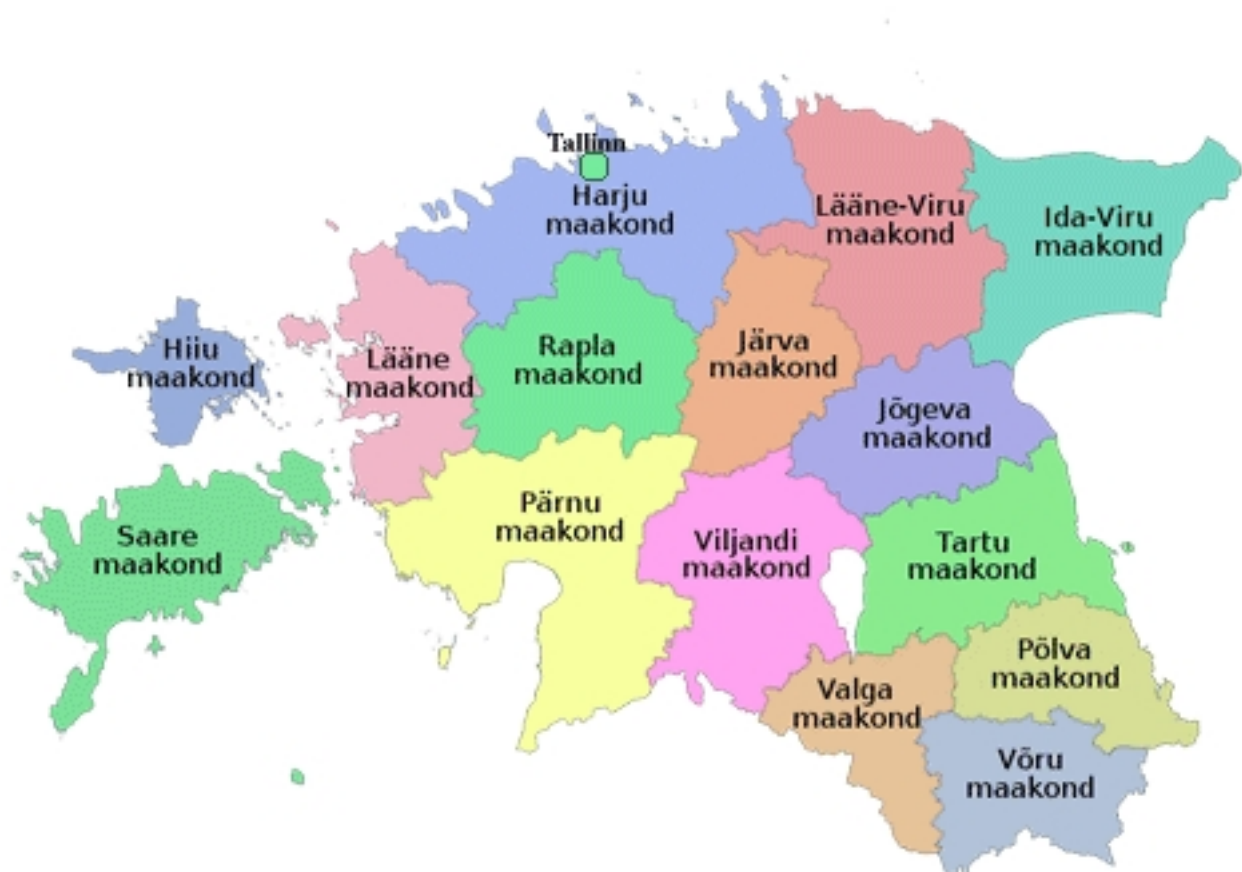 Tallinn
Harju
maakond
Lääne-Viru
maakond
Ida-Viru
maakond
Hiiu
maakond
Lääne
maakond
Rapla
maakond
Järva
maakond
Jõgeva
maakond
Saare
maakond
Pärnu
maakond
Viljandi
maakond
Tartu
maakond
Põlva
maakond
Valga
maakond
Võru
maakond